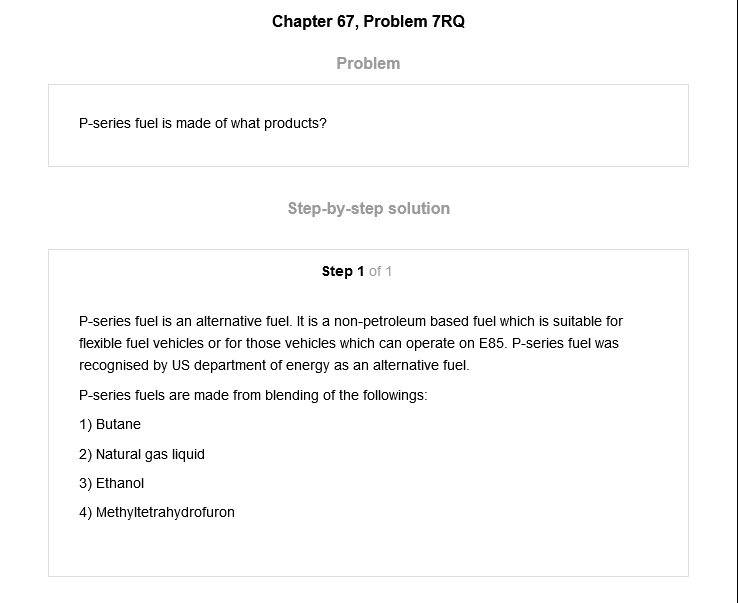 Chapter 67, Problem 7RQ
Problem
P-series fuel is made of what products?
Step-by-step solution
Step 1 of 1
P-series fuel is an alternative fuel. It is a non-petroleum based fuel which is suitable for
flexible fuel vehicles or for those vehicles which can operate on E85. P-series fuel was
recognised by US department of energy as an alternative fuel.
P-series fuels are made from blending of the followings:
1) Butane
2) Natural gas liquid
3) Ethanol
4) Methyltetrahydrofuron